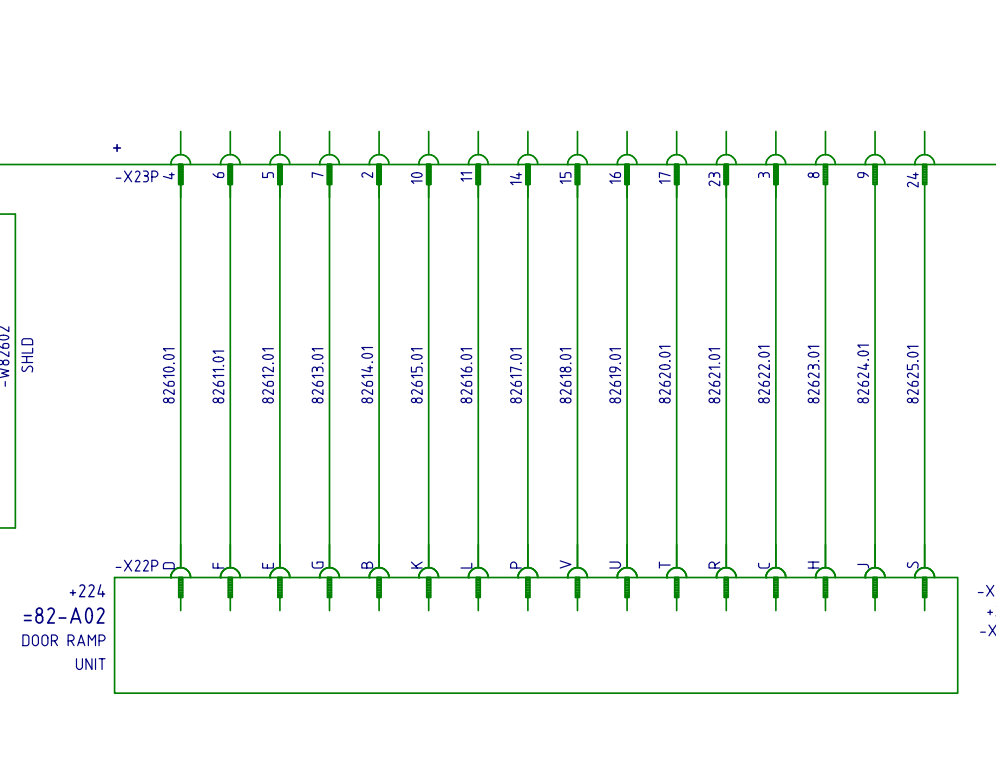 +
-X23P 4 6 5 7 2 10 11 14 15 16 17 23 3 8 9 24
-W82602
SHLD
82610.01 82611.01 82612.01 82613.01 82614.01 82615.01 82616.01 82617.01 82618.01 82619.01 82620.01 82621.01 82622.01 82623.01 82624.01 82625.01
-X22P D F E G B K L P V U T R C H J S
+224
=82-A02
DOOR RAMP
UNIT
-X
+
-X